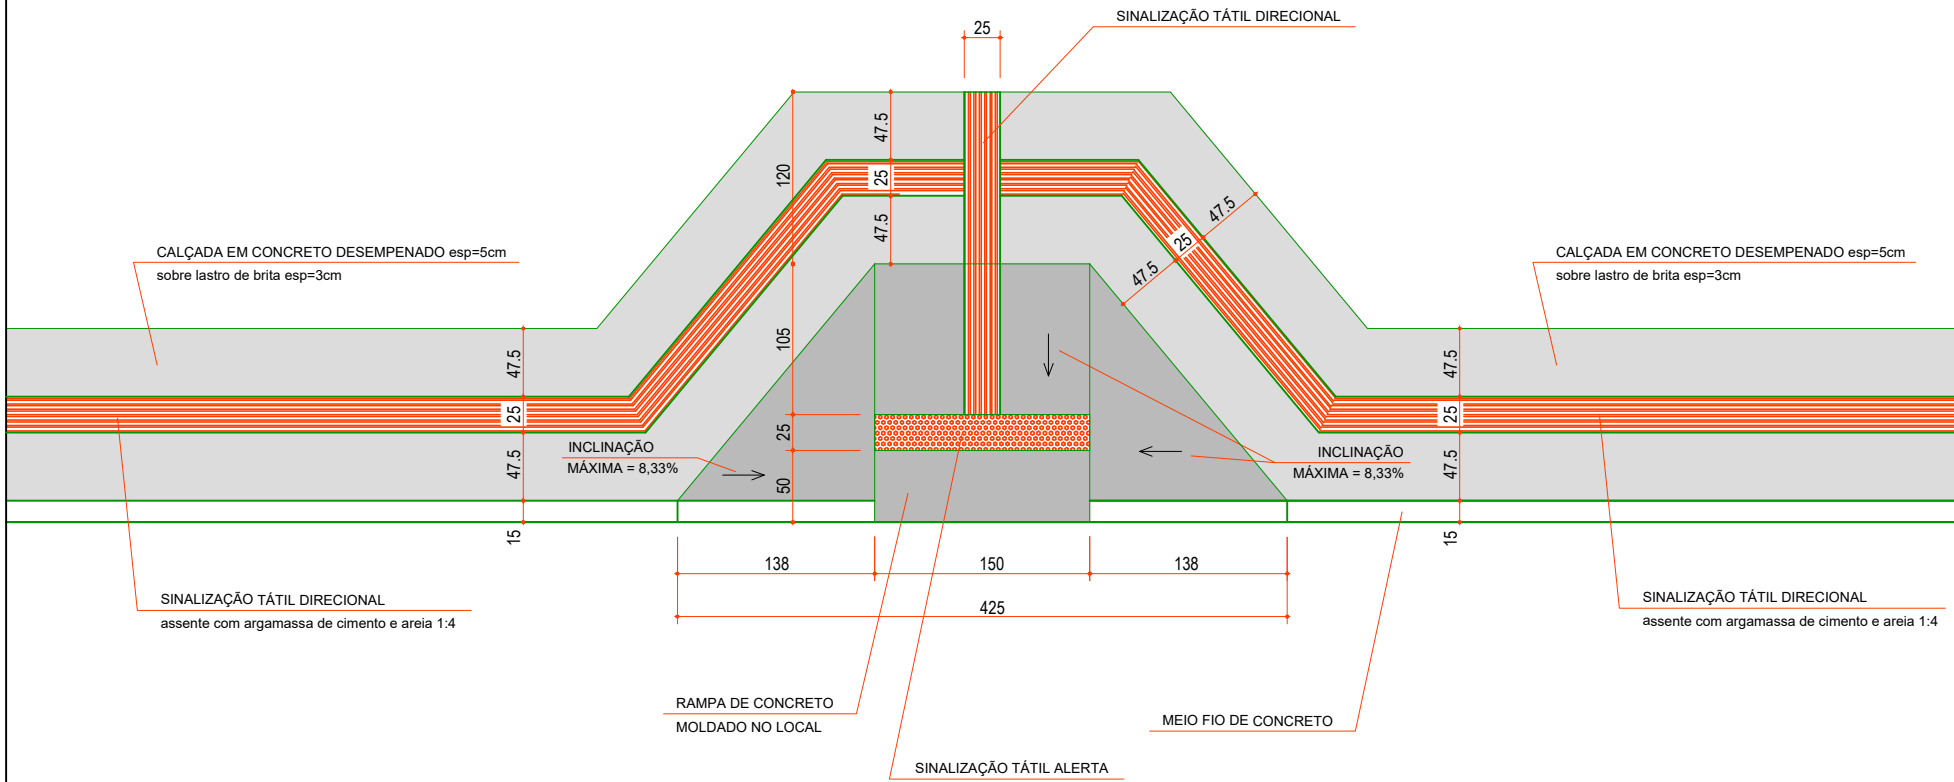 SINALIZAÇÃO TÁTIL DIRECIONAL
25
47.5
120
25
47.5
47.5
25
47.5
CALÇADA EM CONCRETO DESEMPENADO esp=5cm
sobre lastro de brita esp=3cm
CALÇADA EM CONCRETO DESEMPENADO esp=5cm
sobre lastro de brita esp=3cm
47.5
25
47.5
15
105
25
50
47.5
25
47.5
15
INCLINAÇÃO
MÁXIMA = 8,33%
INCLINAÇÃO
MÁXIMA = 8,33%
138
150
138
425
SINALIZAÇÃO TÁTIL DIRECIONAL
assente com argamassa de cimento e areia 1:4
SINALIZAÇÃO TÁTIL DIRECIONAL
assente com argamassa de cimento e areia 1:4
RAMPA DE CONCRETO
MOLDADO NO LOCAL
MEIO FIO DE CONCRETO
SINALIZAÇÃO TÁTIL ALERTA